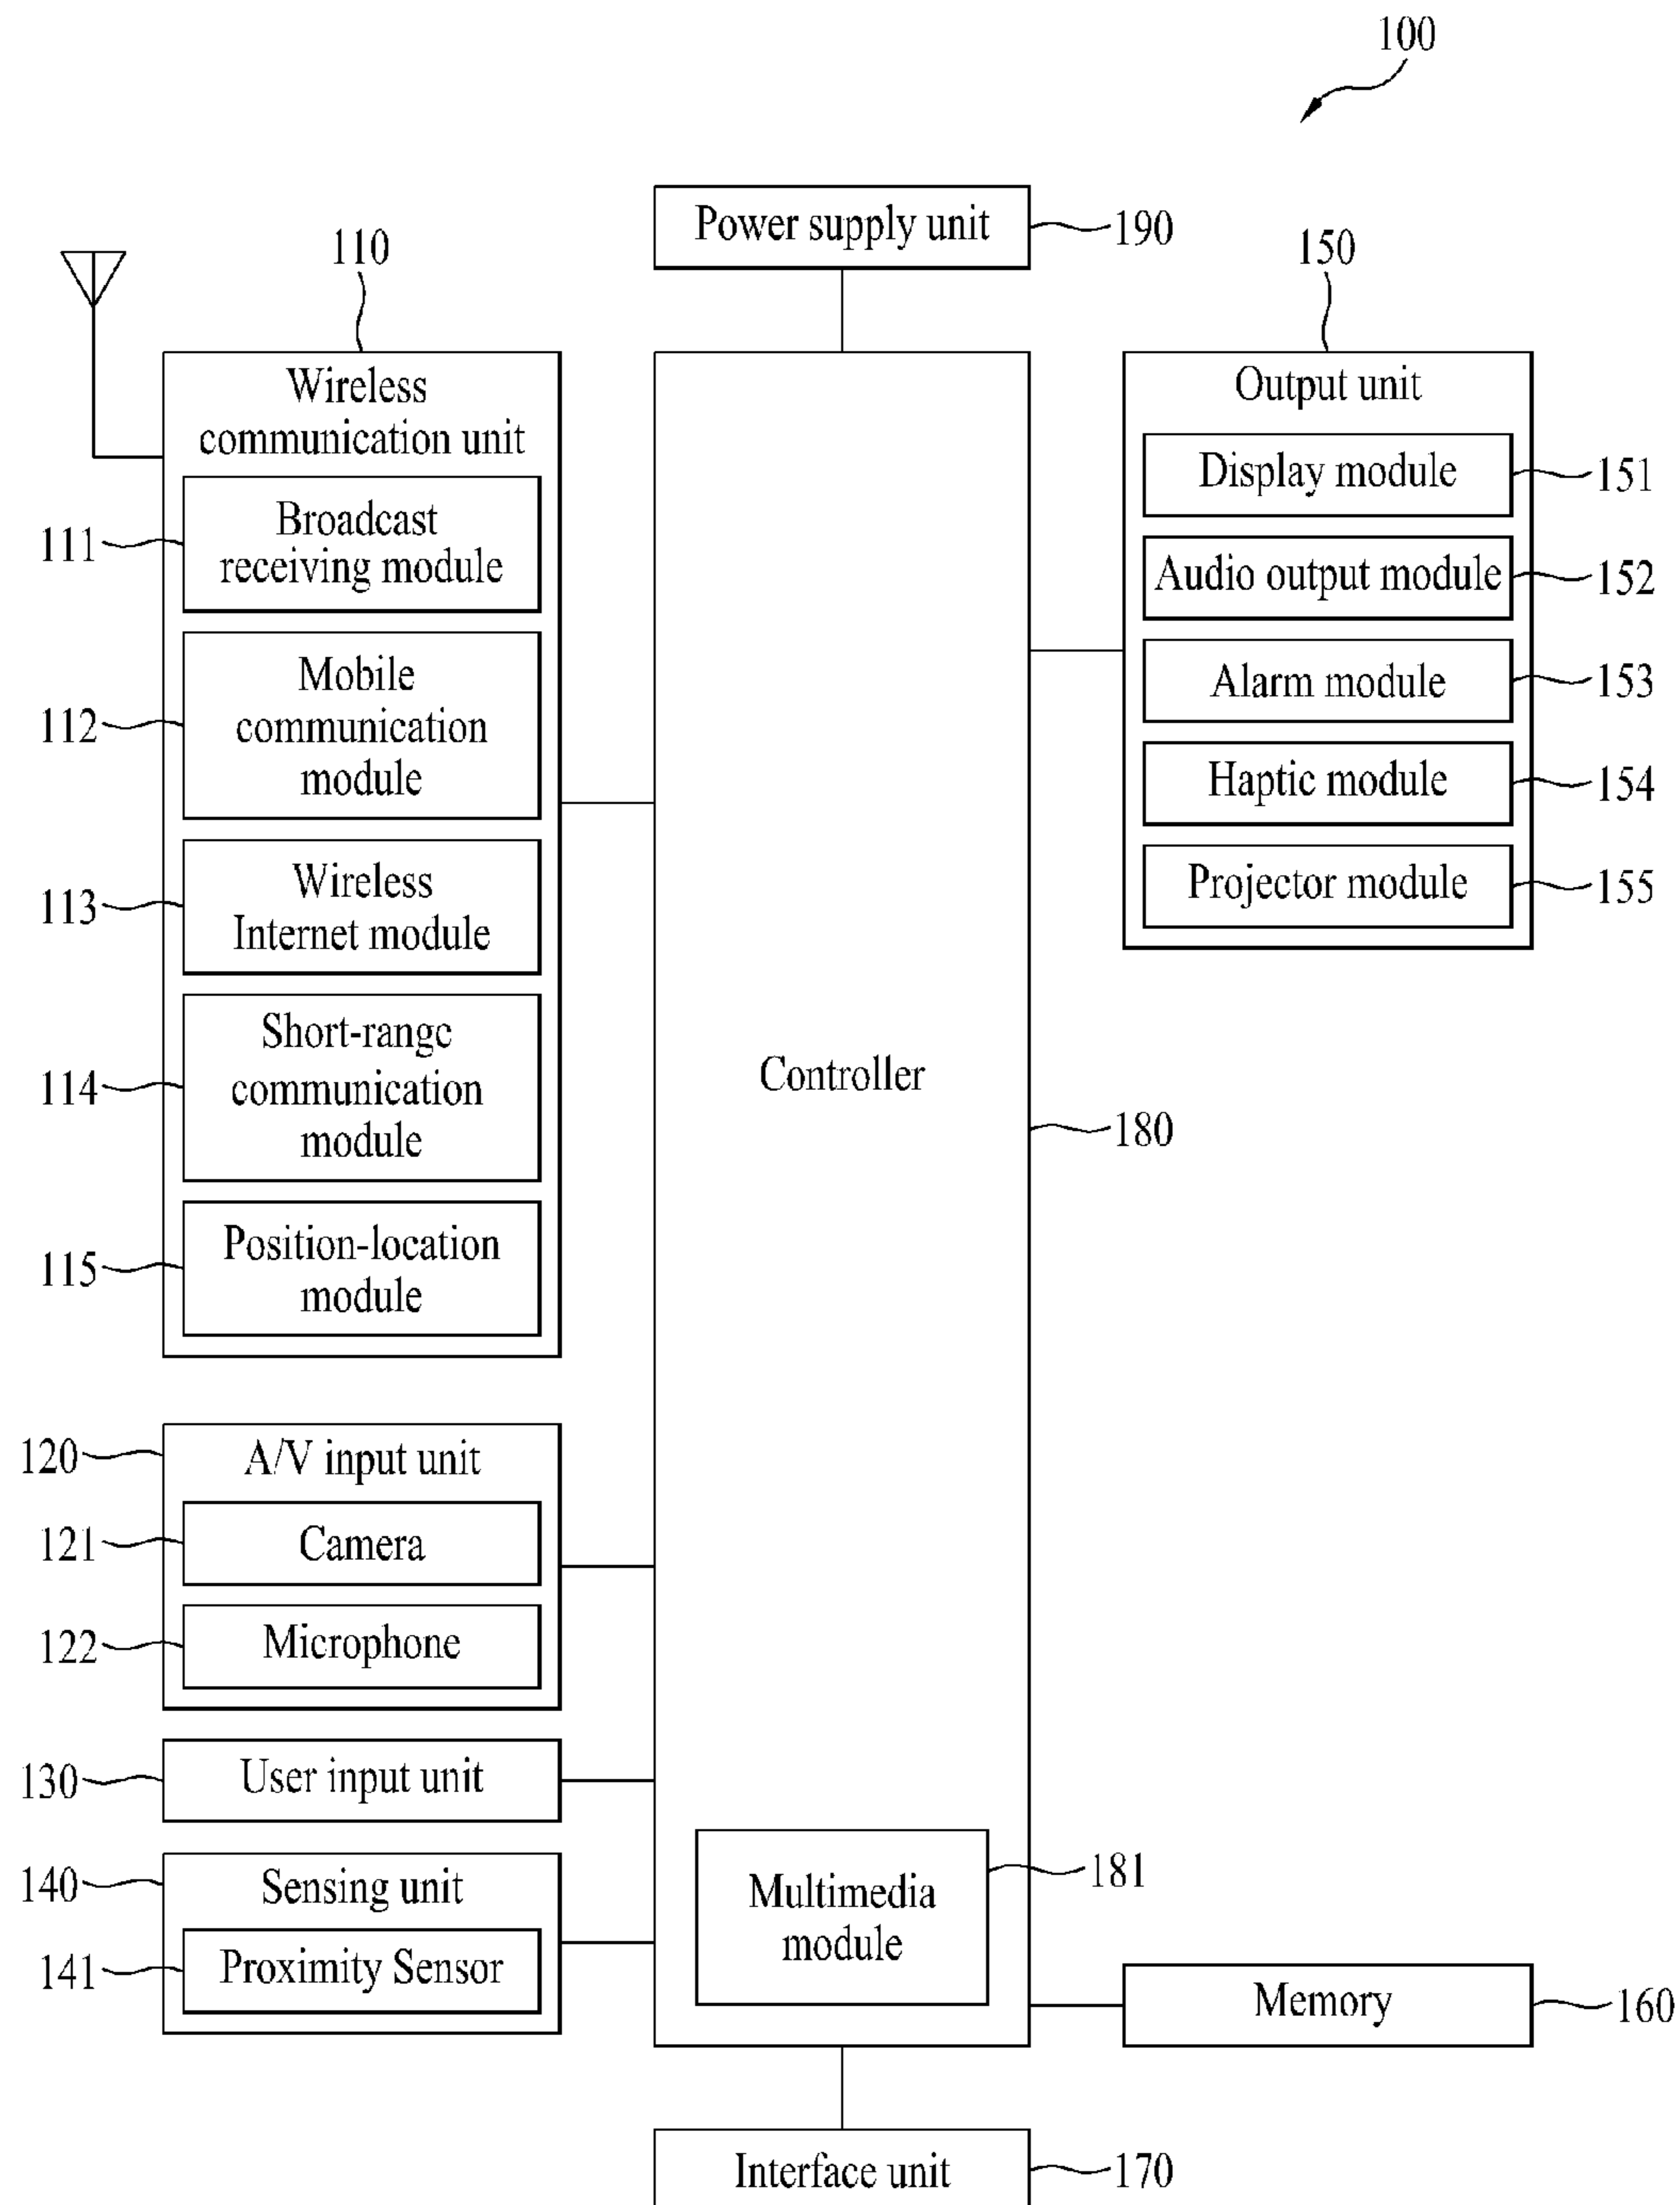 100
Power supply unit
190
110
150
Wireless
communication unit
Broadcast
receiving module
111
Mobile
communication
module
112
Wireless
Internet module
113
Short-range
communication
module
114
Position-location
module
115
Output unit
Display module
151
Audio output module
152
Alarm module
153
Haptic module
154
Projector module
155
Controller
180
120
A/V input unit
121
Camera
122
Microphone
130
User input unit
140
Sensing unit
141
Proximity Sensor
Multimedia
module
181
Memory
160
Interface unit
170